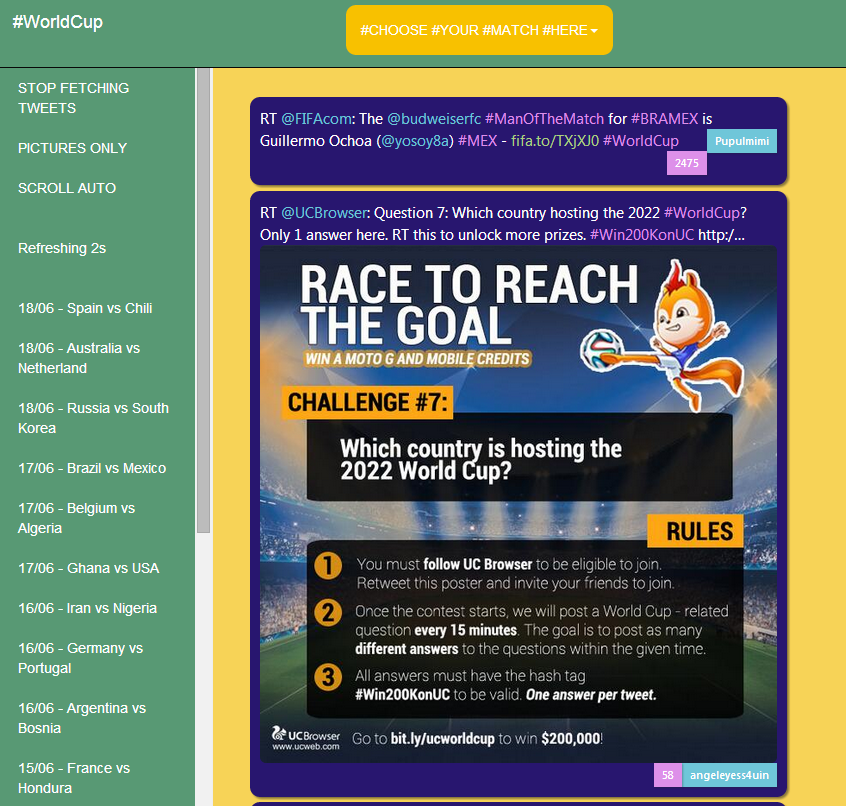 #WorldCup
#CHOOSE #YOUR #MATCH #HERE
STOP FETCHING
TWEETS
PICTURES ONLY
SCROLL AUTO
Refreshing 2s
18/06 - Spain vs Chili
18/06 - Australia vs
Netherland
18/06 - Russia vs South
Korea
17/06 - Brazil vs Mexico
17/06 - Belgium vs
Algeria
17/06 - Ghana vs USA
16/06 - Iran vs Nigeria
16/06 - Germany vs
Portugal
16/06 - Argentina vs
Bosnia
15/06 - France vs
Hondura
RT @FIFAcom: The @budweiserfc #ManOfTheMatch for #BRAMEX is
Guillermo Ochoa (@yosoy8a) #MEX - fifa.to/TXjXJ0 #WorldCup
Pupulmimi
2475
RT @UCBrowser: Question 7: Which country hosting the 2022 #WorldCup?
Only 1 answer here. RT this to unlock more prizes. #Win200KonUC http:/...
RACE TO REACH
THE GOAL
WIN A MOTO G AND MOBILE CREDITS
CHALLENGE #7:
Which country is hosting the
2022 World Cup?
RULES
1 You must follow UC Browser to be eligible to join.
Retweet this poster and invite your friends to join.
2 Once the contest starts, we will post a World Cup - related
question every 15 minutes. The goal is to post as many
different answers to the questions within the given time.
3 All answers must have the hash tag
#Win200KonUC to be valid. One answer per tweet.
UCBrowser
www.ucweb.com
Go to bit.ly/ucworldcup to win $200,000!
58 angeleyess4uin